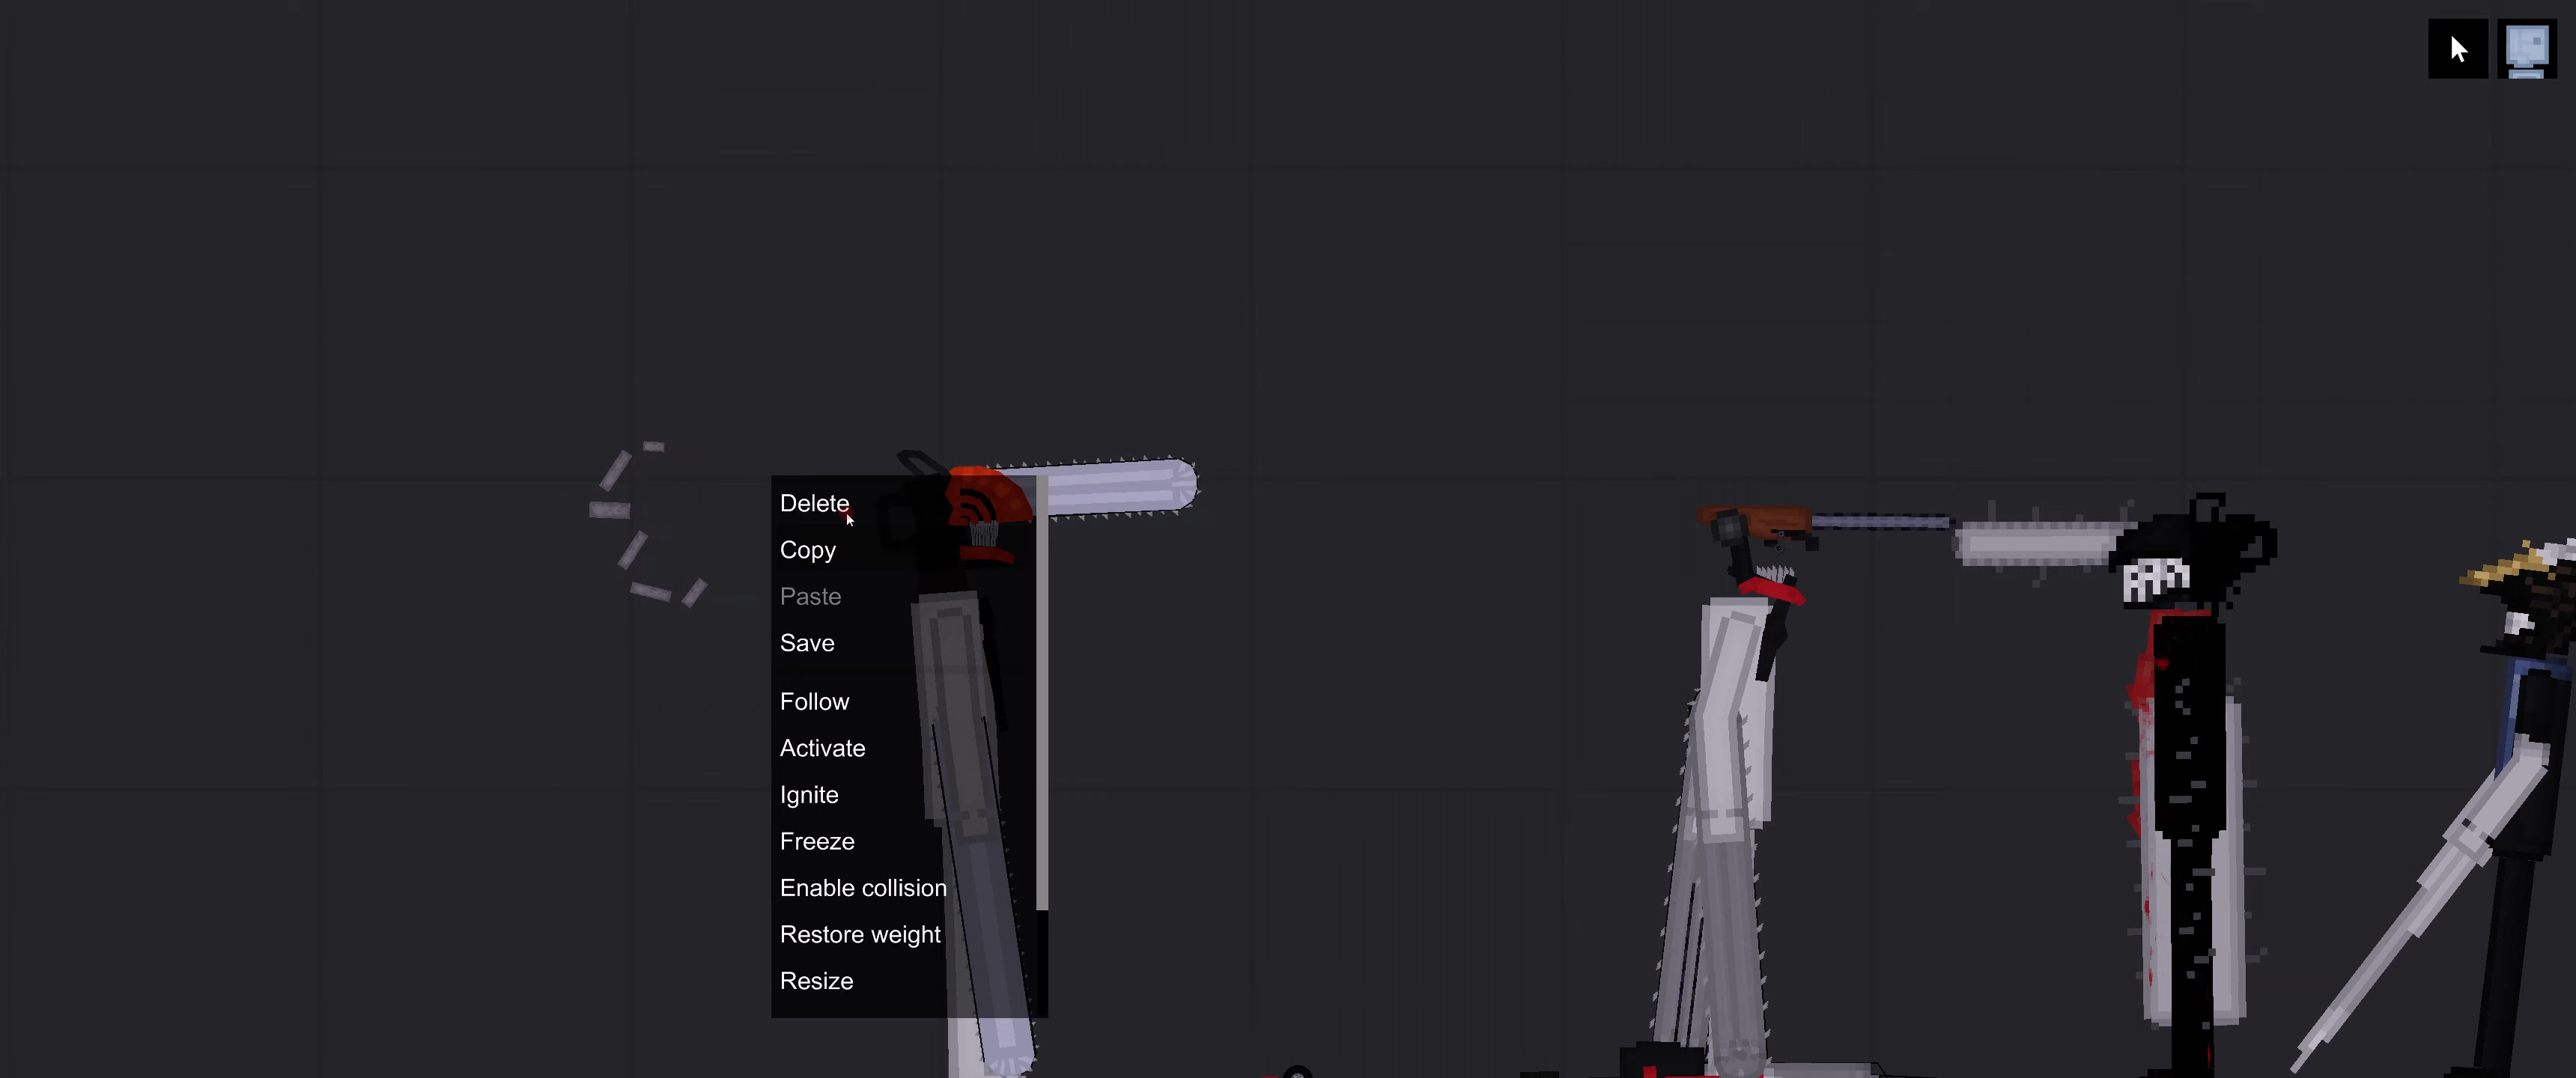 Delete
Copy
Paste
Save
Follow
Activate
Ignite
Freeze
Enable collision
Restore weight
Resize